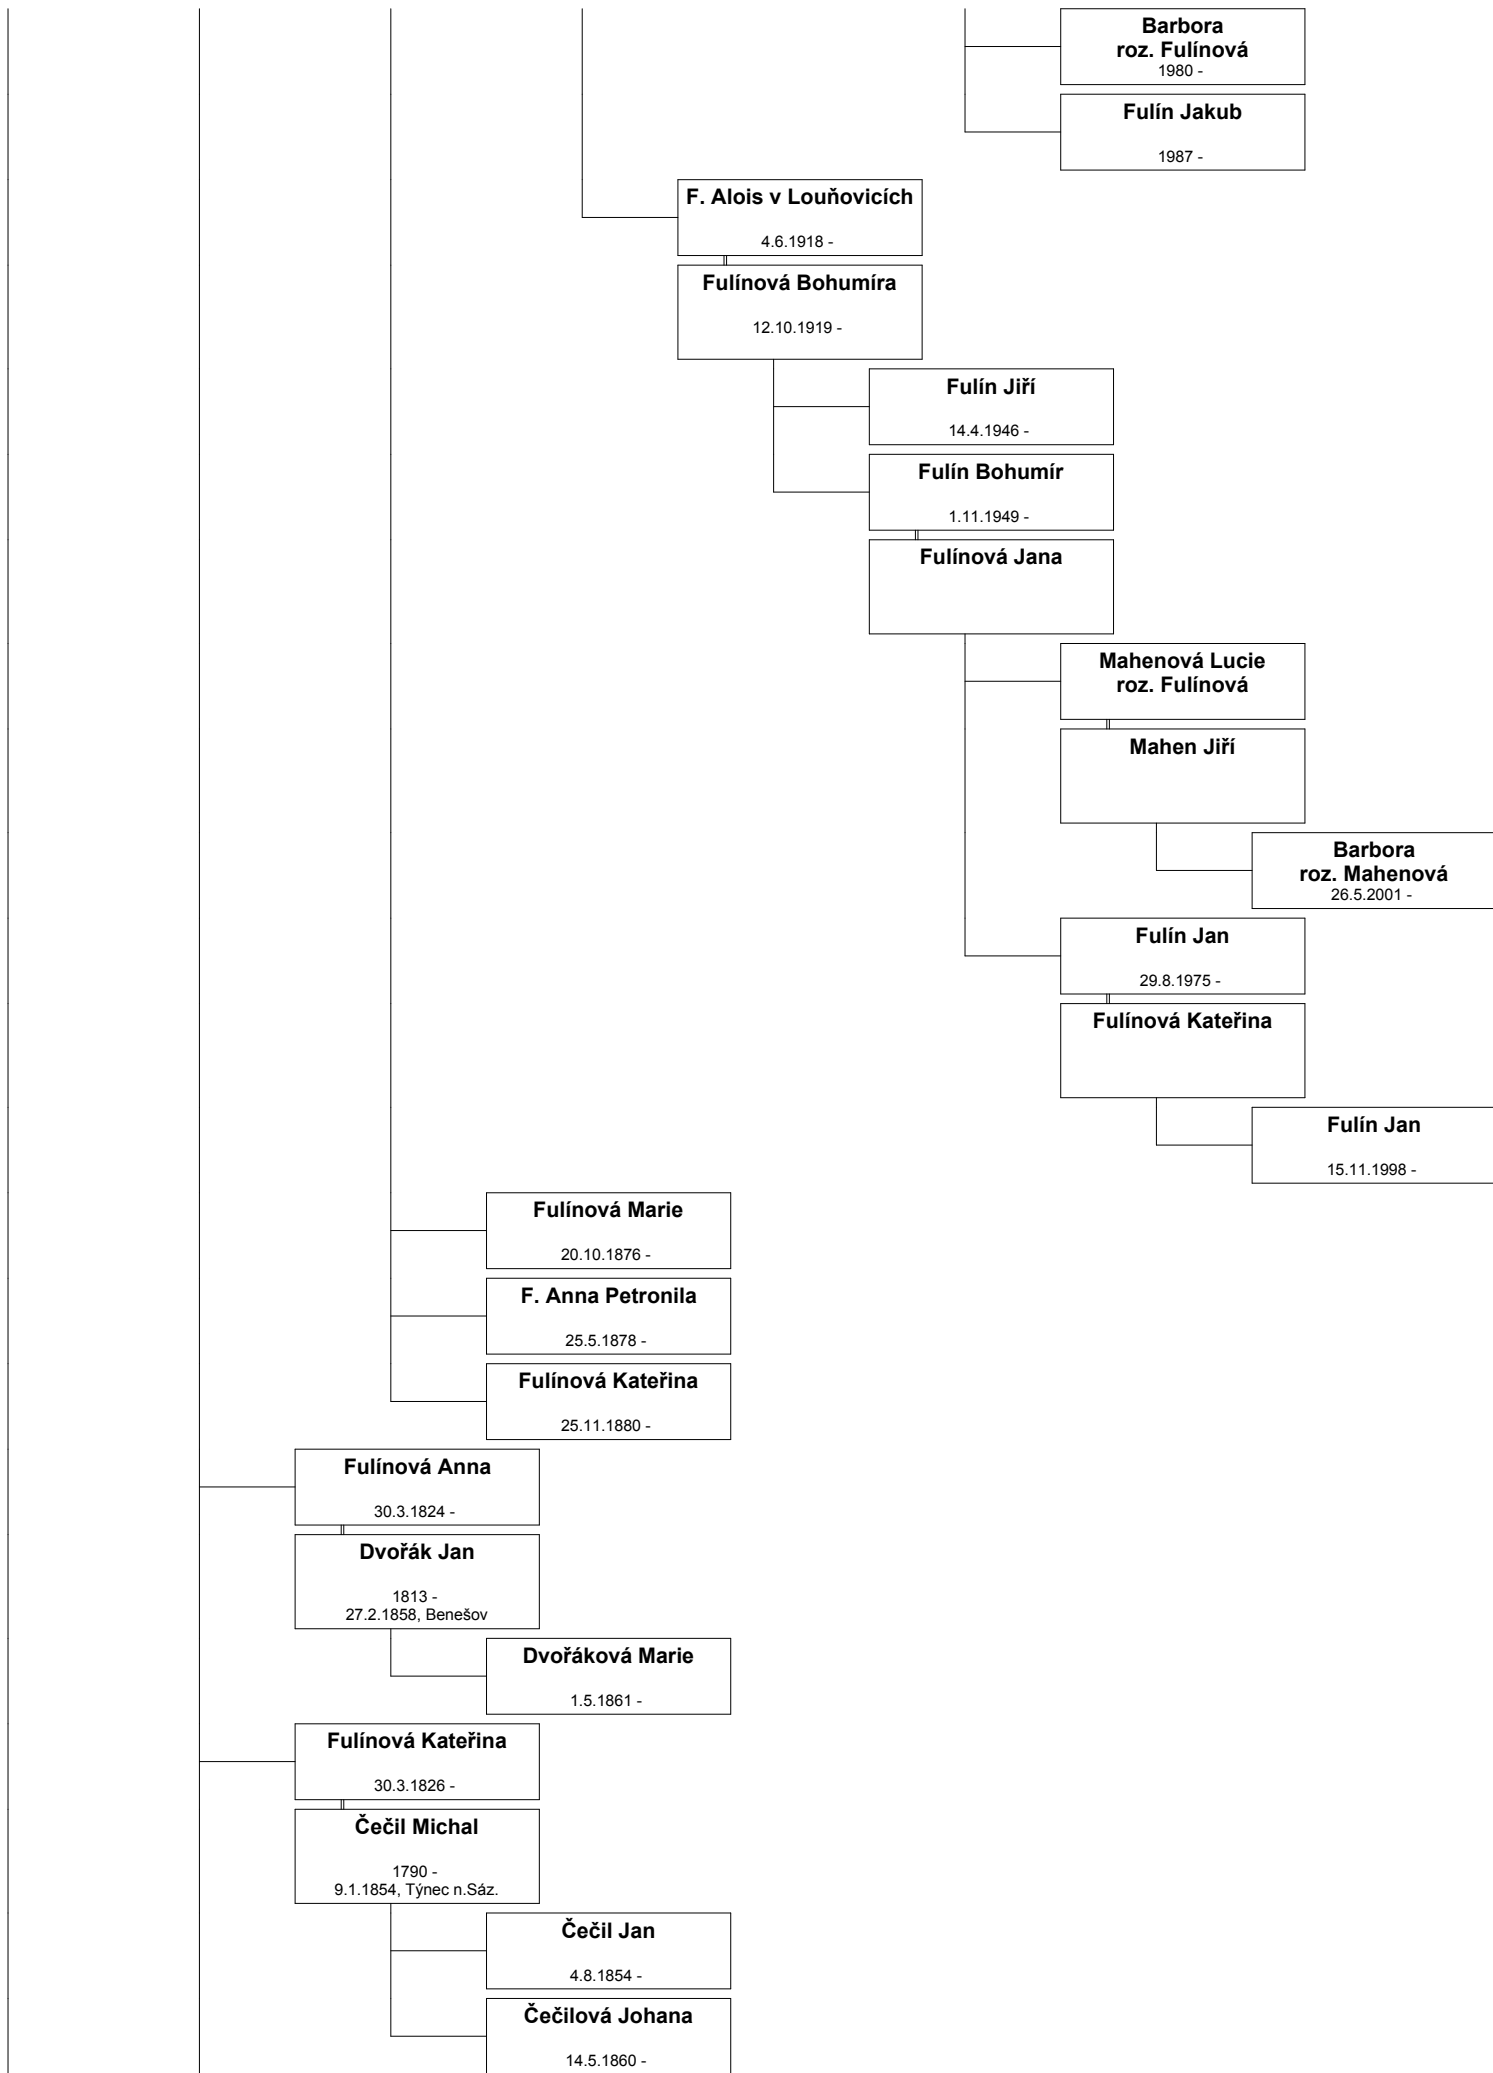 Barbora
roz. Fulínová
1980 -
Fulín Jakub
1987 -
F. Alois v Louňovicích
4.6.1918 -
Fulínová Bohumíra
12.10.1919 -
Fulín Jiří
14.4.1946 -
Fulín Bohumír
1.11.1949 -
Fulínová Jana
Mahenová Lucie
roz. Fulínová
Mahen Jiří
Barbora
roz. Mahenová
26.5.2001 -
Fulín Jan
29.8.1975 -
Fulínová Kateřina
Fulín Jan
15.11.1998 -
Fulínová Marie
20.10.1876 -
F. Anna Petronila
25.5.1878 -
Fulínová Kateřina
25.11.1880 -
Fulínová Anna
30.3.1824 -
Dvořák Jan
1813 -
27.2.1858, Benešov
Dvořáková Marie
1.5.1861 -
Fulínová Kateřina
30.3.1826 -
Čečil Michal
1790 -
9.1.1854, Týnec n.Sáz.
Čečil Jan
4.8.1854 -
Čečilová Johana
14.5.1860 -